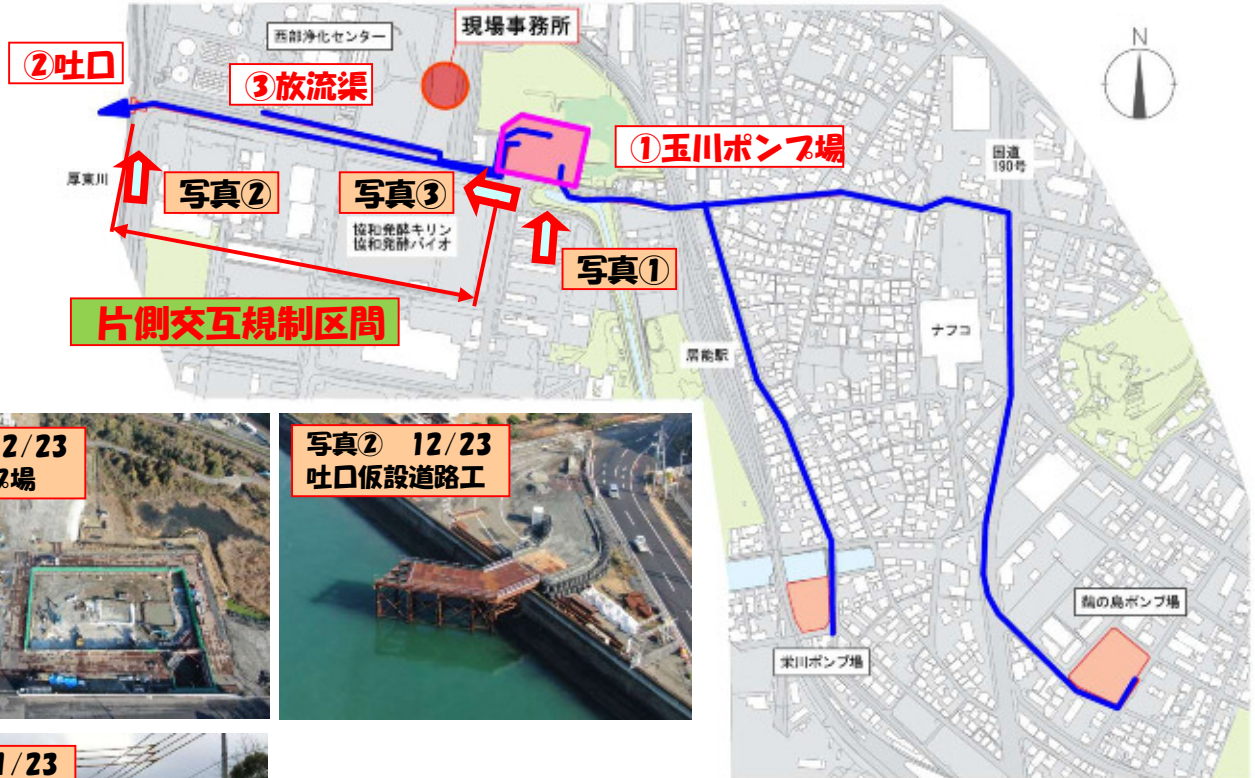 西部浄化センター
現場事務所
N
②吐口
③放流渠
①玉川ポンプ場
国道
190号
厚東川
写真②
写真③
協和発酵キリン
協和発酵バイオ
写真①
片側交互規制区間
ナフコ
居能駅
2/23
プ場
写真② 12/23
吐口仮設道路工
鵜の島ポンプ場
栄川ポンプ場
1/23